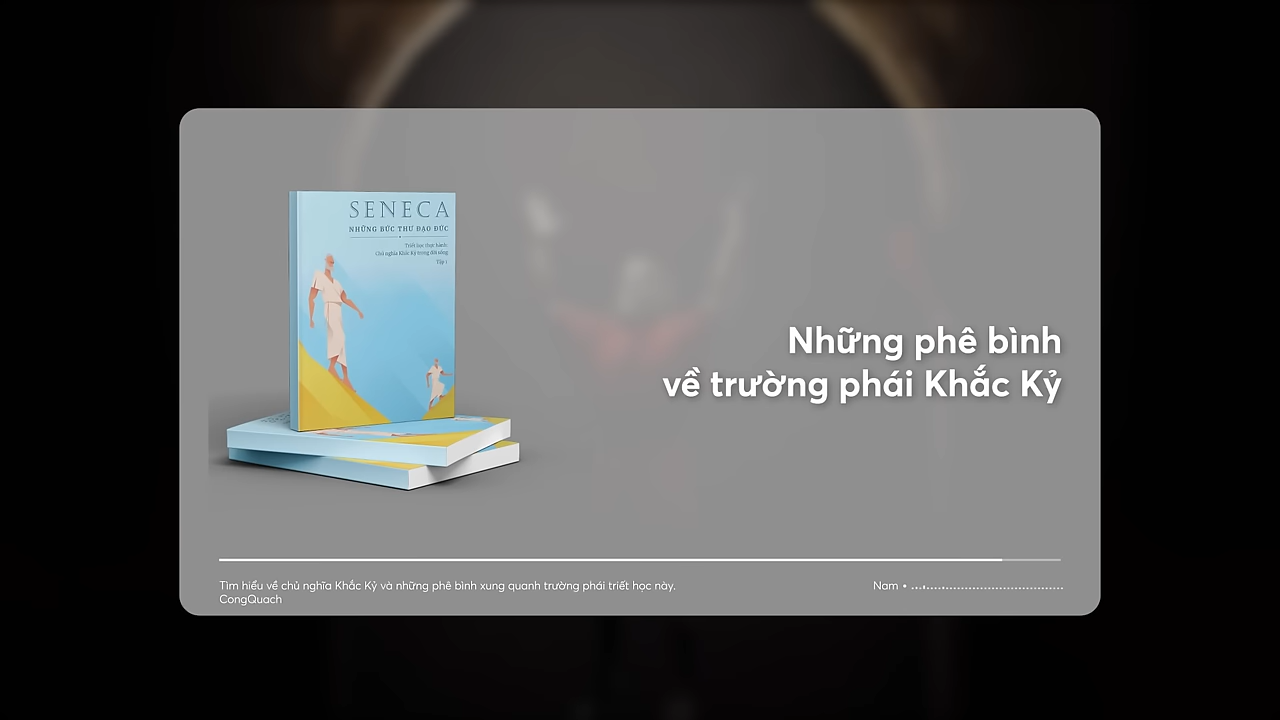 SENECA
NHỮNG BỨC THƯ ĐẠO ĐỨC
Triết học thực hành:
Chủ nghĩa Khắc Kỷ trong đời sống
Tập 1
Những phê bình
về trường phái Khắc Kỷ
Tìm hiểu về chủ nghĩa Khắc Kỷ và những phê bình xung quanh trường phái triết học này.
CongQuach
Nam •